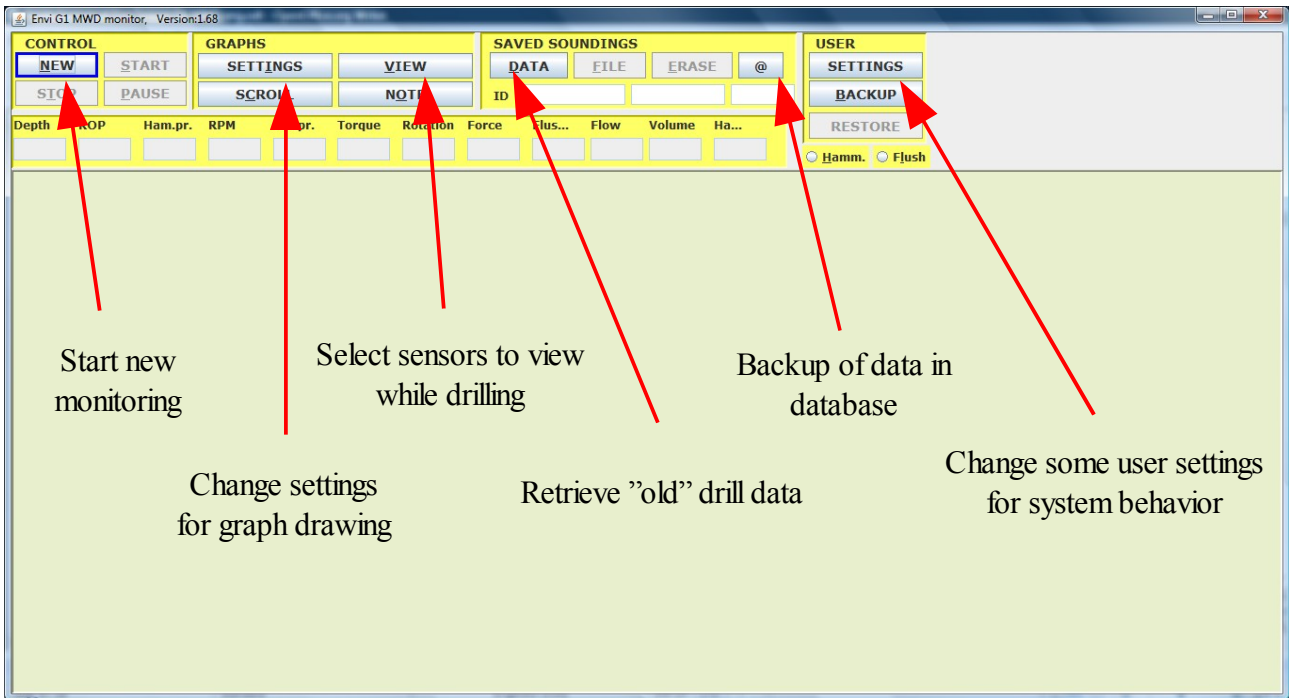 Envi G1 MWD monitor, Version:1.68
CONTROL
NEW START
STOP PAUSE
GRAPHS
SETTINGS VIEW
SCROLL NOTE
SAVED SOUNDINGS
DATA FILE ERASE @
ID
USER
SETTINGS
BACKUP
RESTORE
Hamm. Flush
Depth ROP Ham.pr. RPM pr. Torque Rotation Force Flus... Flow Volume Ha...
Start new
monitoring
Change settings
for graph drawing
Select sensors to view
while drilling
Retrieve ”old” drill data
Backup of data in
database
Change some user settings
for system behavior